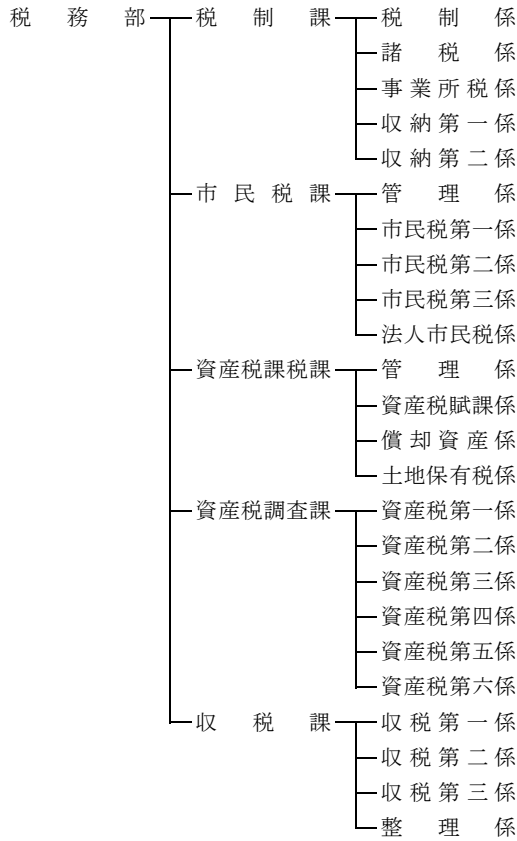 税務部 税制課 税制係
諸税係
事業所税係
収納第一係
収納第二係
市民税課 管理係
市民税第一係
市民税第二係
市民税第三係
法人市民税係
資産税課税課 管理係
資産税賦課係
償却資産係
土地保有税係
資産税調査課 資産税第一係
資産税第二係
資産税第三係
資産税第四係
資産税第五係
資産税第六係
収税課 収税第一係
収税第二係
収税第三係
整理係